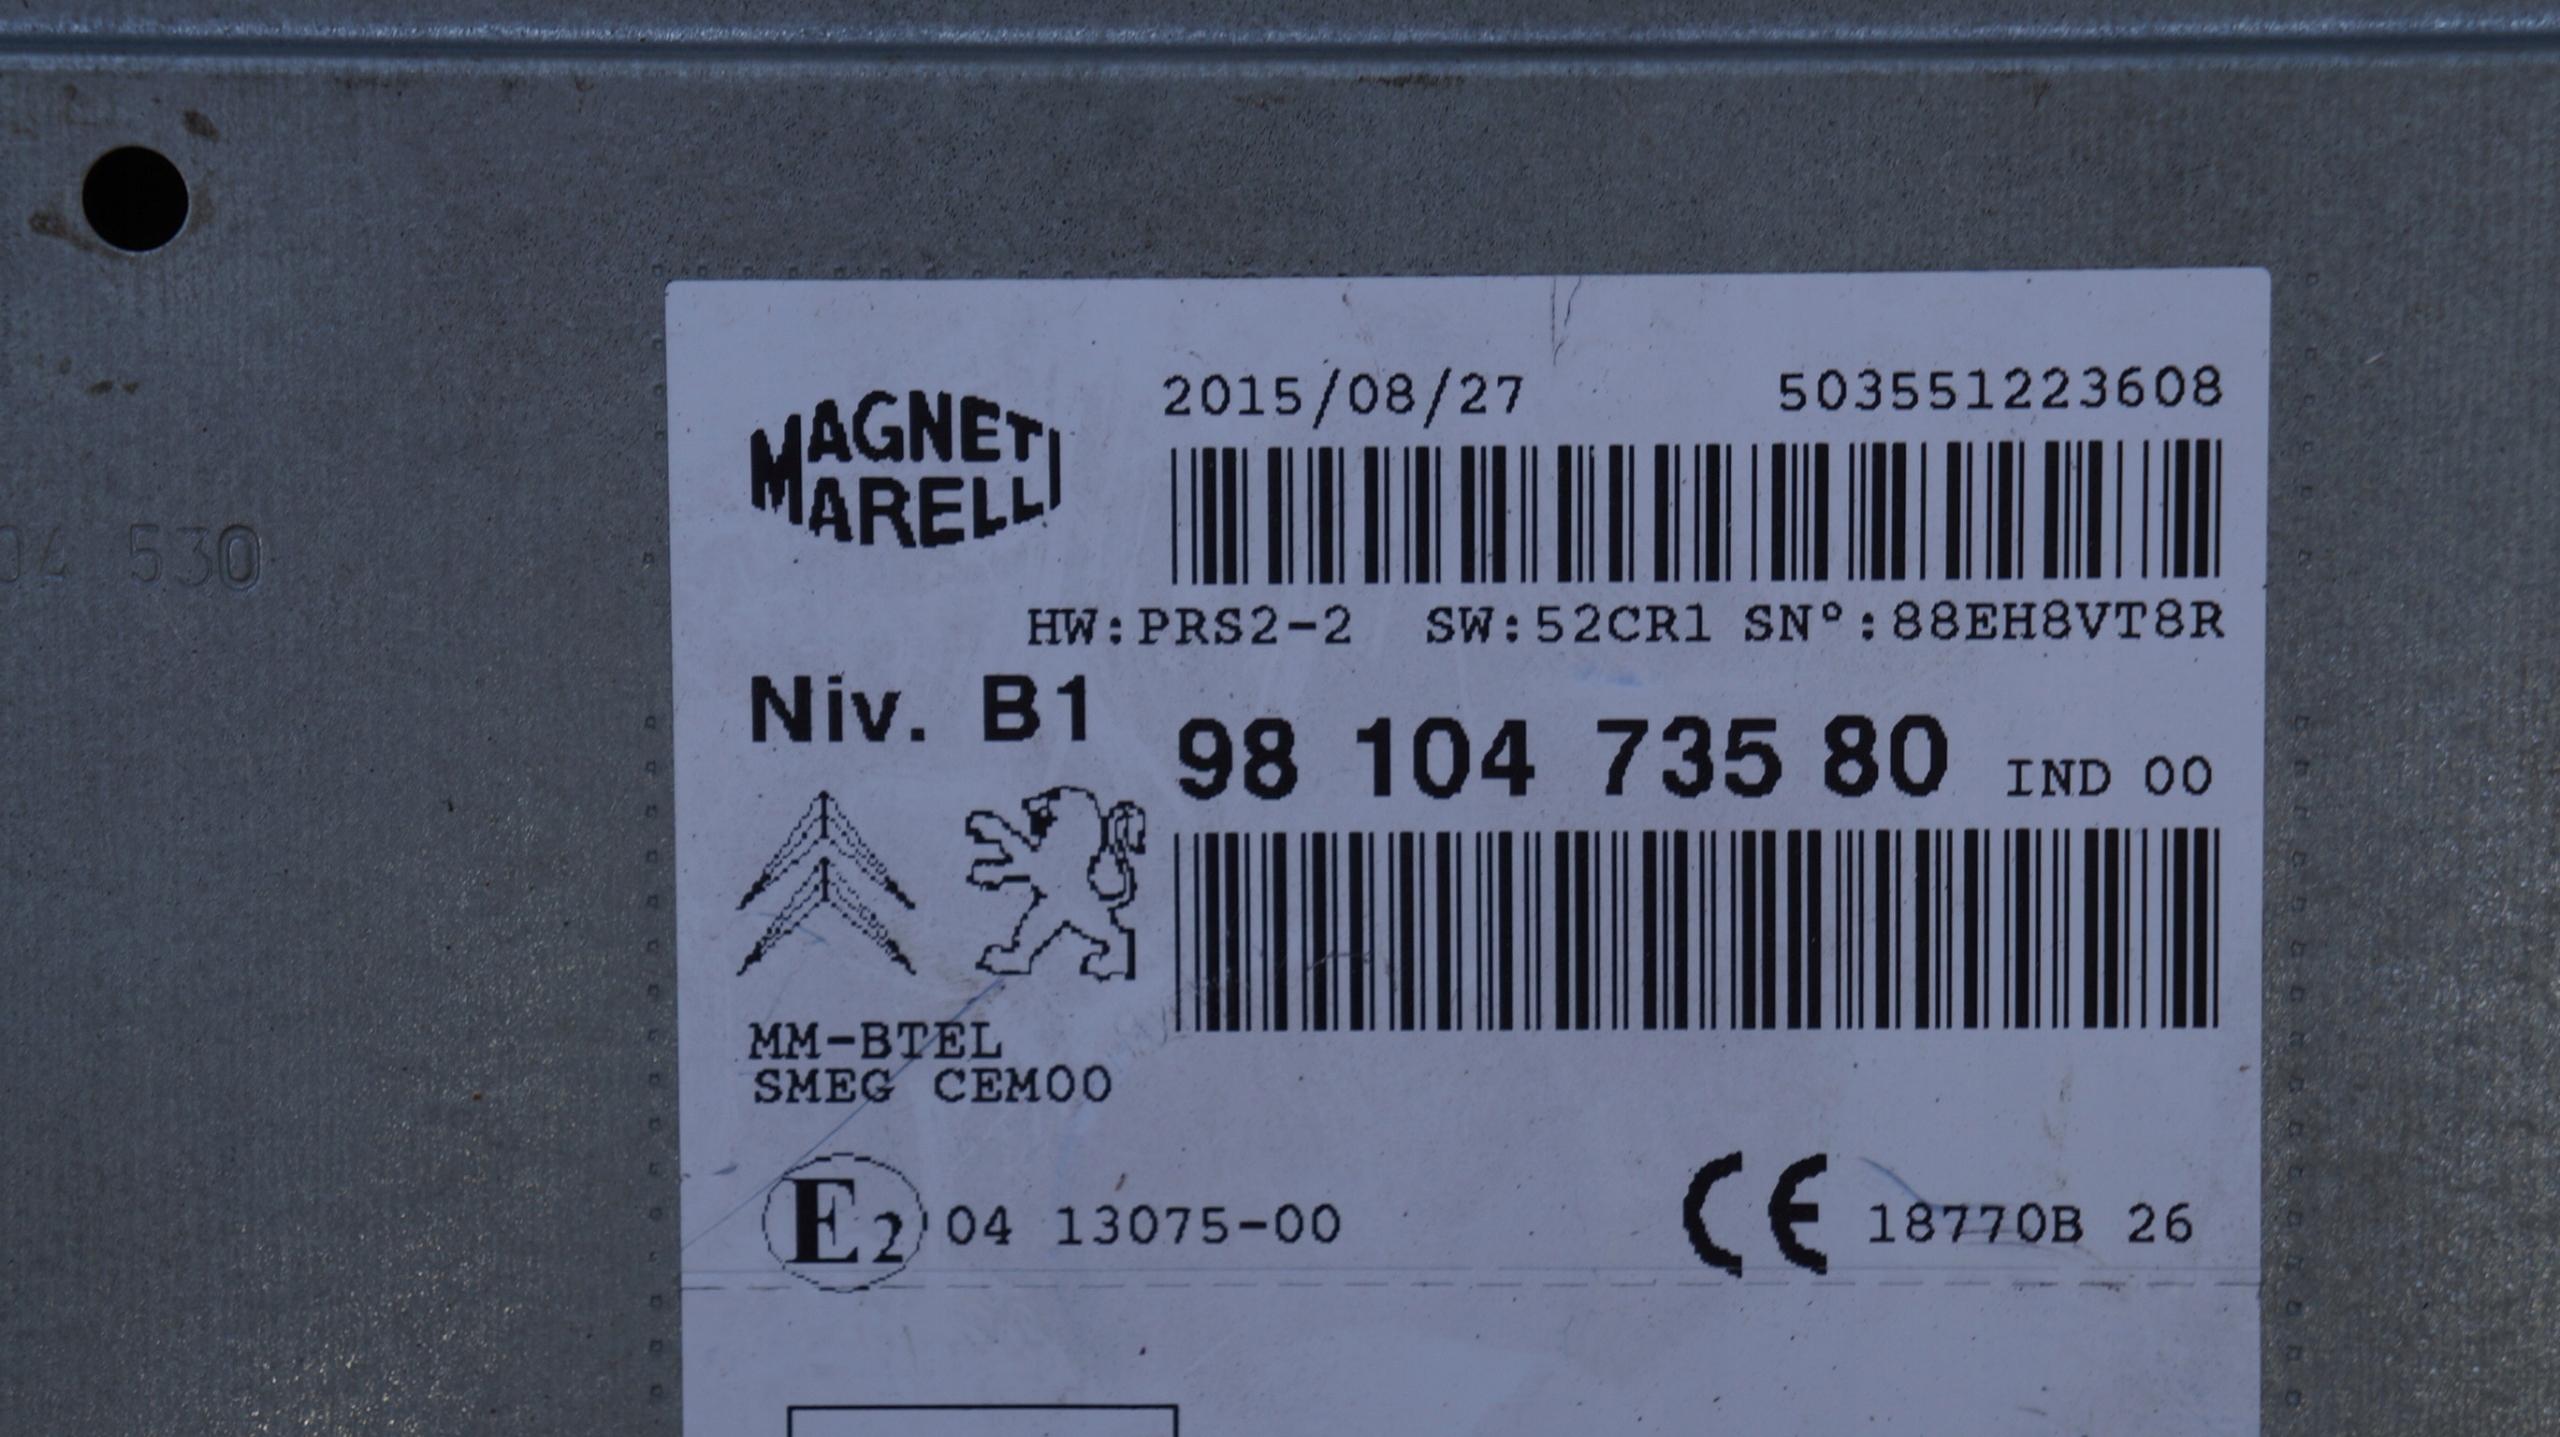 MAGNETI
MARELLI
2015/08/27
503551223608
HW:PRS2-2 SW:52CR1 SN°:88EH8VT8R
Niv. B1
98 104 735 80 IND 00
MM-BTEL
SMEG CEM00
E2 04 13075-00
CE 18770B 26
04 530